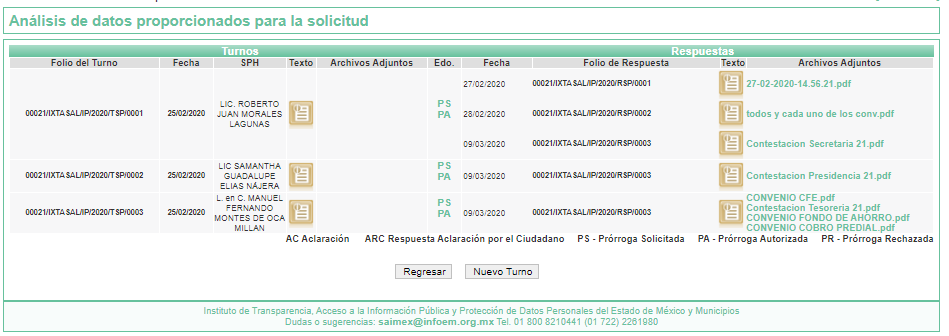 Análisis de datos proporcionados para la solicitud
Turnos Respuestas
Folio del Turno Fecha SPH Texto Archivos Adjuntos Edo. Fecha Folio de Respuesta Texto Archivos Adjuntos
27/02/2020 00021/IXTASAL/IP/2020/RSP/0001 27-02-2020-14.56.21.pdf
00021/IXTASAL/IP/2020/TSP/0001 25/02/2020 LIC. ROBERTO JUAN MORALES LAGUNAS PS PA 28/02/2020 00021/IXTASAL/IP/2020/RSP/0002 todos y cada uno de los conv.pdf
09/03/2020 00021/IXTASAL/IP/2020/RSP/0003 Contestacion Secretaria 21.pdf
00021/IXTASAL/IP/2020/TSP/0002 25/02/2020 LIC SAMANTHA GUADALUPE ELIAS NÁJERA PS PA 09/03/2020 00021/IXTASAL/IP/2020/RSP/0003 Contestacion Presidencia 21.pdf
00021/IXTASAL/IP/2020/TSP/0003 25/02/2020 L. en C. MANUEL FERNANDO MONTES DE OCA MILLAN PS PA 09/03/2020 00021/IXTASAL/IP/2020/RSP/0003 CONVENIO CFE.pdf
Contestacion Tesoreria 21.pdf
CONVENIO FONDO DE AHORRO.pdf
CONVENIO COBRO PREDIAL.pdf
AC Aclaración ARC Respuesta Aclaración por el Ciudadano PS - Prórroga Solicitada PA - Prórroga Autorizada PR - Prórroga Rechazada
Regresar Nuevo Turno
Instituto de Transparencia, Acceso a la Información Pública y Protección de Datos Personales del Estado de México y Municipios
Dudas o sugerencias: saimex@infoem.org.mx Tel. 01 800 8210441 (01 722) 2261980